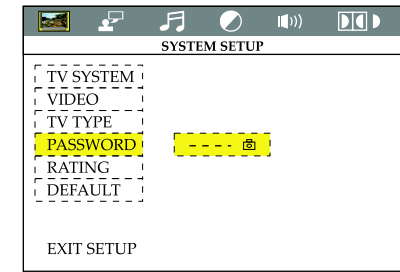 SYSTEM SETUP
TV SYSTEM
VIDEO
TV TYPE
PASSWORD - - - -
RATING
DEFAULT
EXIT SETUP